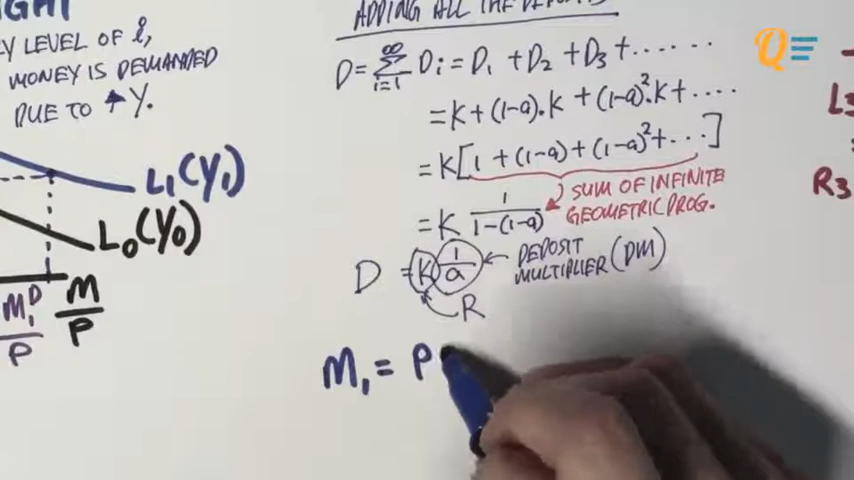 Y LEVEL OF i,
MONEY IS DEMANDED
DUE TO ↑Y.
L₁(Y₁)
L₀(Y₀)
M₁ᴰ
P
M
P
ADDING ALL THE DEPOSITS
D = ∞ Σ i=1 Di = D₁ + D₂ + D₃ + ......
= K + (1-a).K + (1-a)².K + ....
= K[1 + (1-a) + (1-a)² + ...]
SUM OF INFINITE
GEOMETRIC PROG.
= K 1/1-(1-a)
D = K 1/a
DEPOSIT
MULTIPLIER (DM)
R
M₁ = P
QE
L
R3